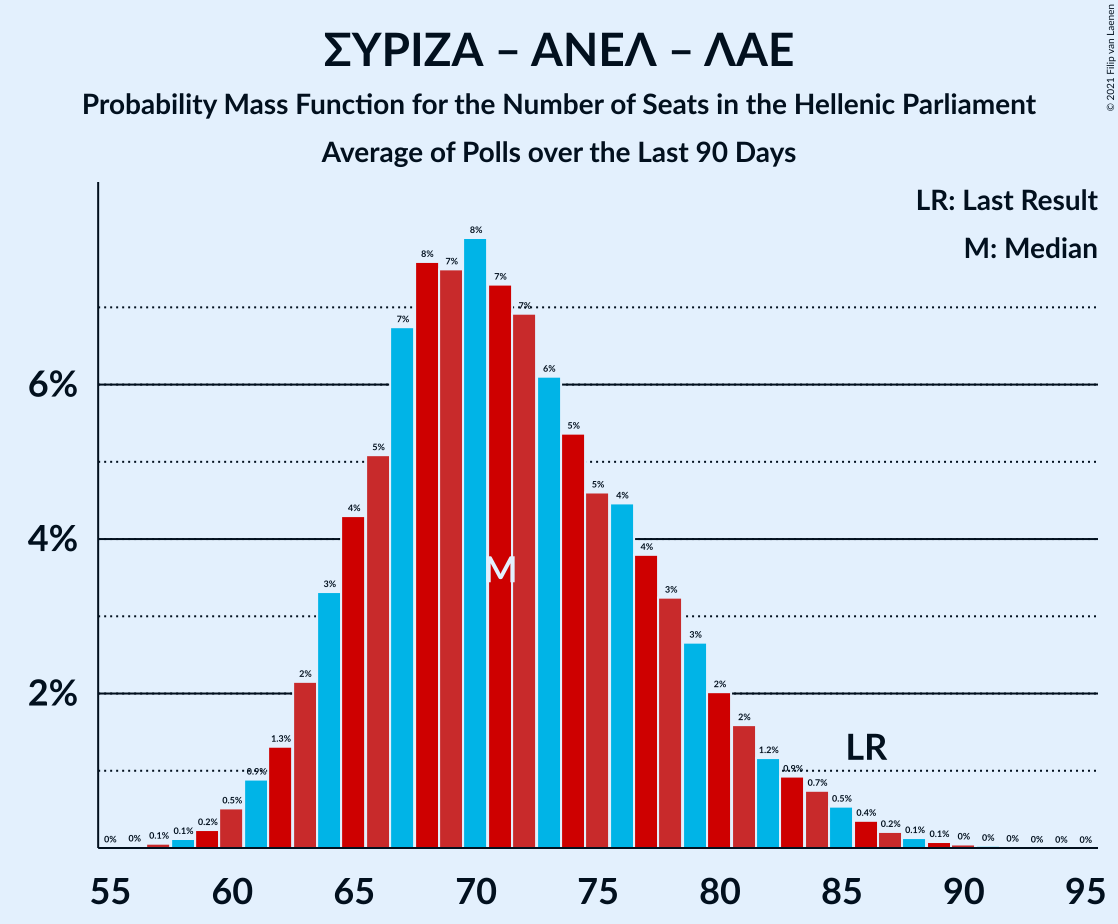 ΣΥΡΙΖΑ – ΑΝΕΛ – ΛΑΕ
Probability Mass Function for the Number of Seats in the Hellenic Parliament
Average of Polls over the Last 90 Days
© 2021 Filip van Laenen
LR: Last Result
M: Median
6%
4%
2%
0% 0% 0.1% 0.1% 0.2% 0.5% 0.9% 1.3% 2% 3% 4% 5% 7% 8% 7% 8% 7% 7% 6% 5% 5% 4% 4% 3% 3% 2% 2% 1.2% 0.9% 0.7% 0.5% 0.4% 0.2% 0.1% 0.1% 0% 0% 0% 0% 0% 0%
M
LR
55 60 65 70 75 80 85 90 95